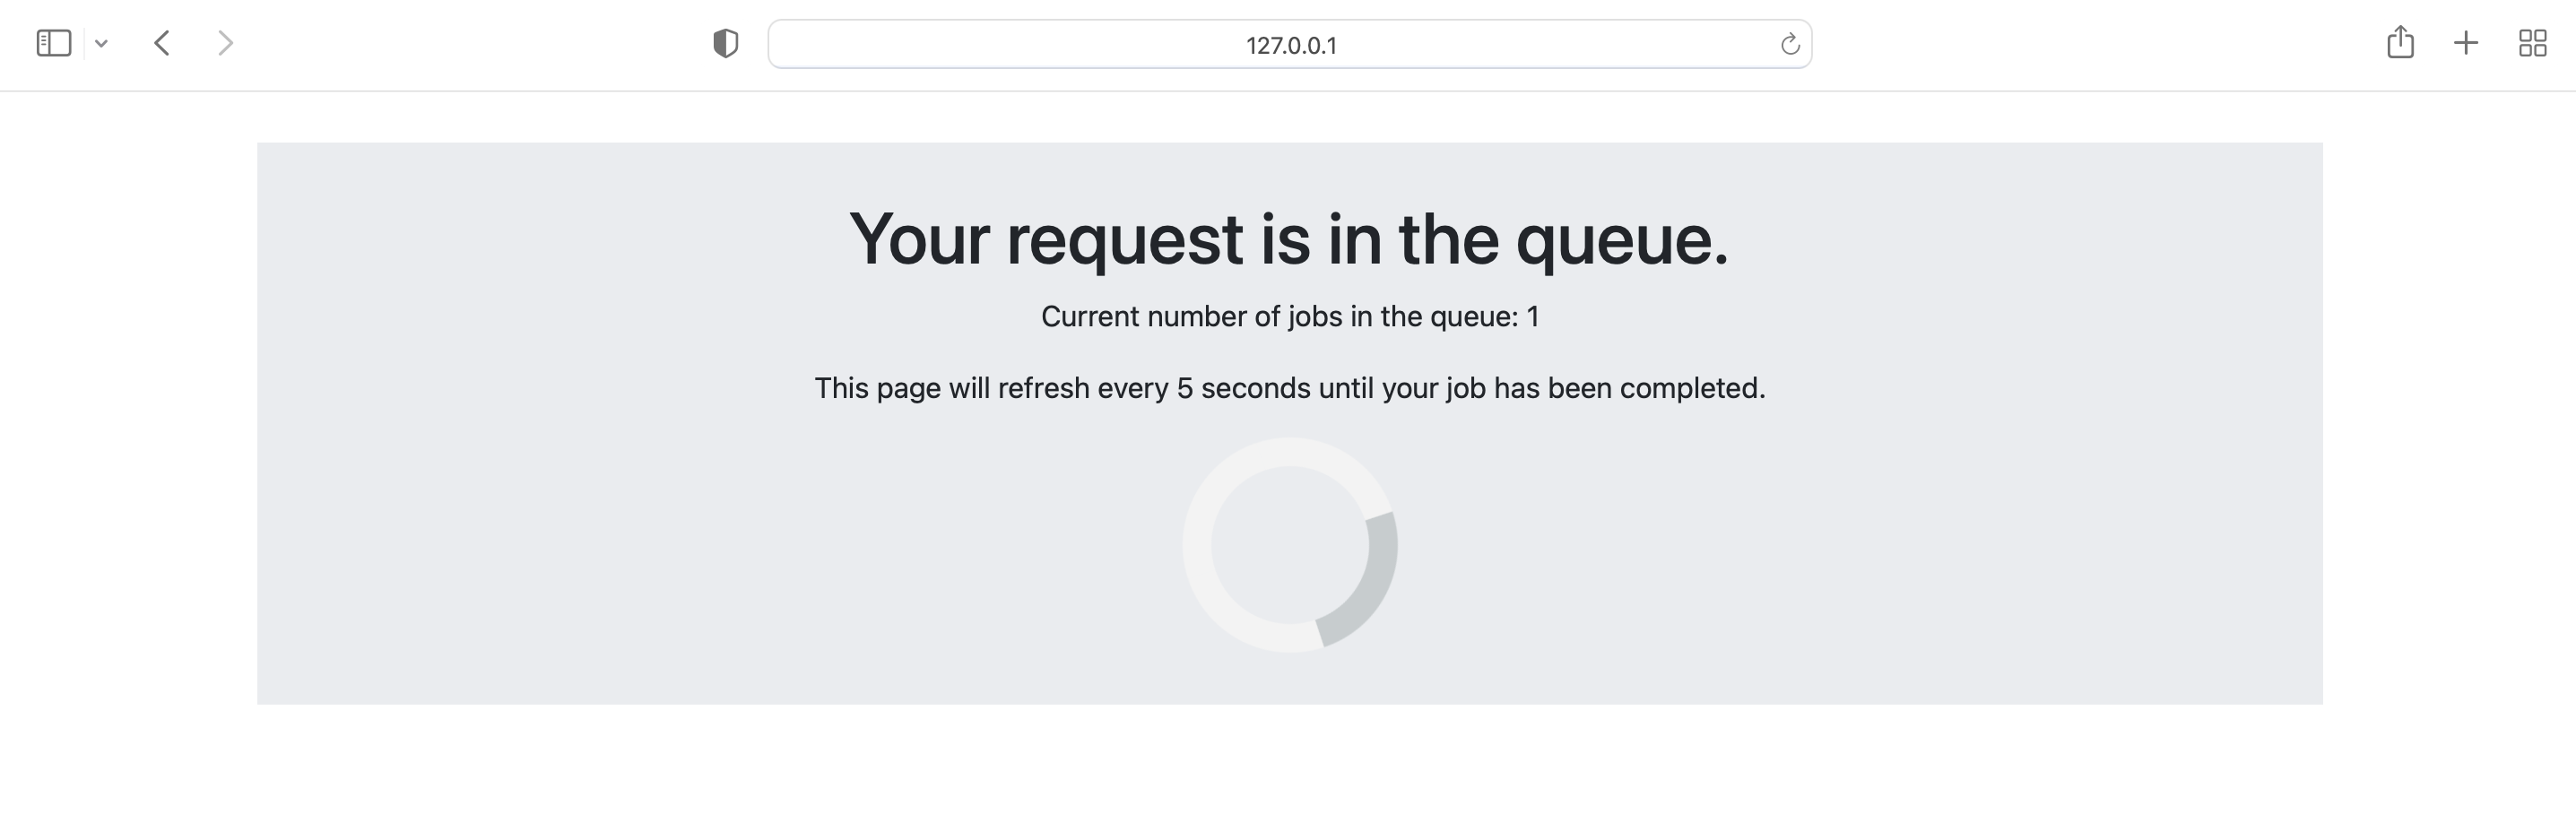 127.0.0.1
Your request is in the queue.
Current number of jobs in the queue: 1
This page will refresh every 5 seconds until your job has been completed.